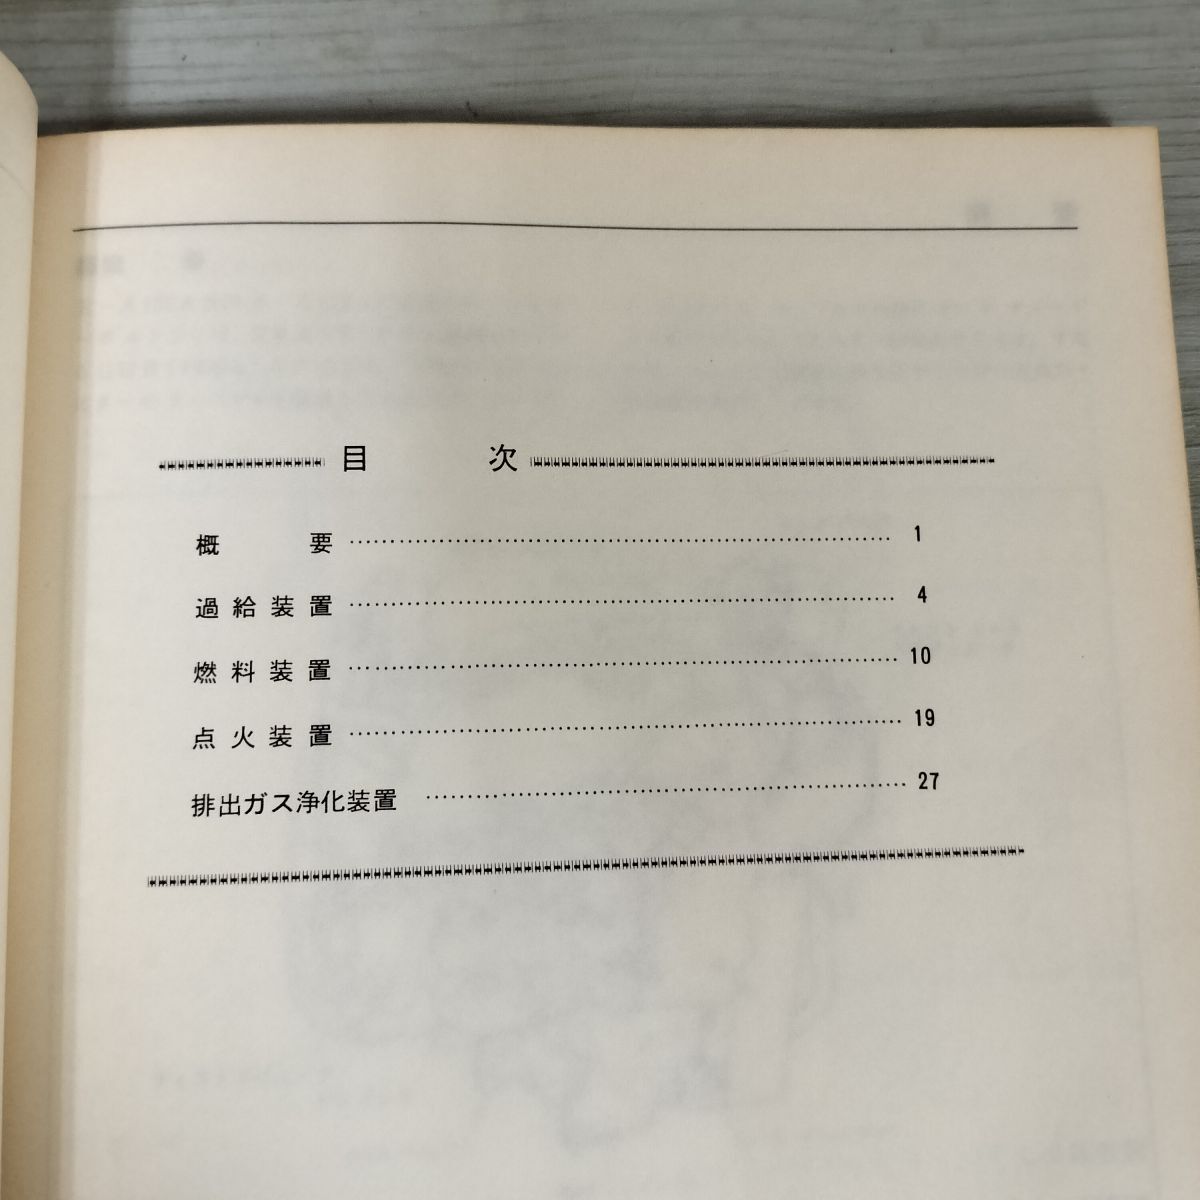 目 次
概 要 …………………………………………………… 1
過給装置 …………………………………………………… 4
燃料装置 …………………………………………………… 10
点火装置 …………………………………………………… 19
排出ガス浄化装置 ……………………………………………… 27